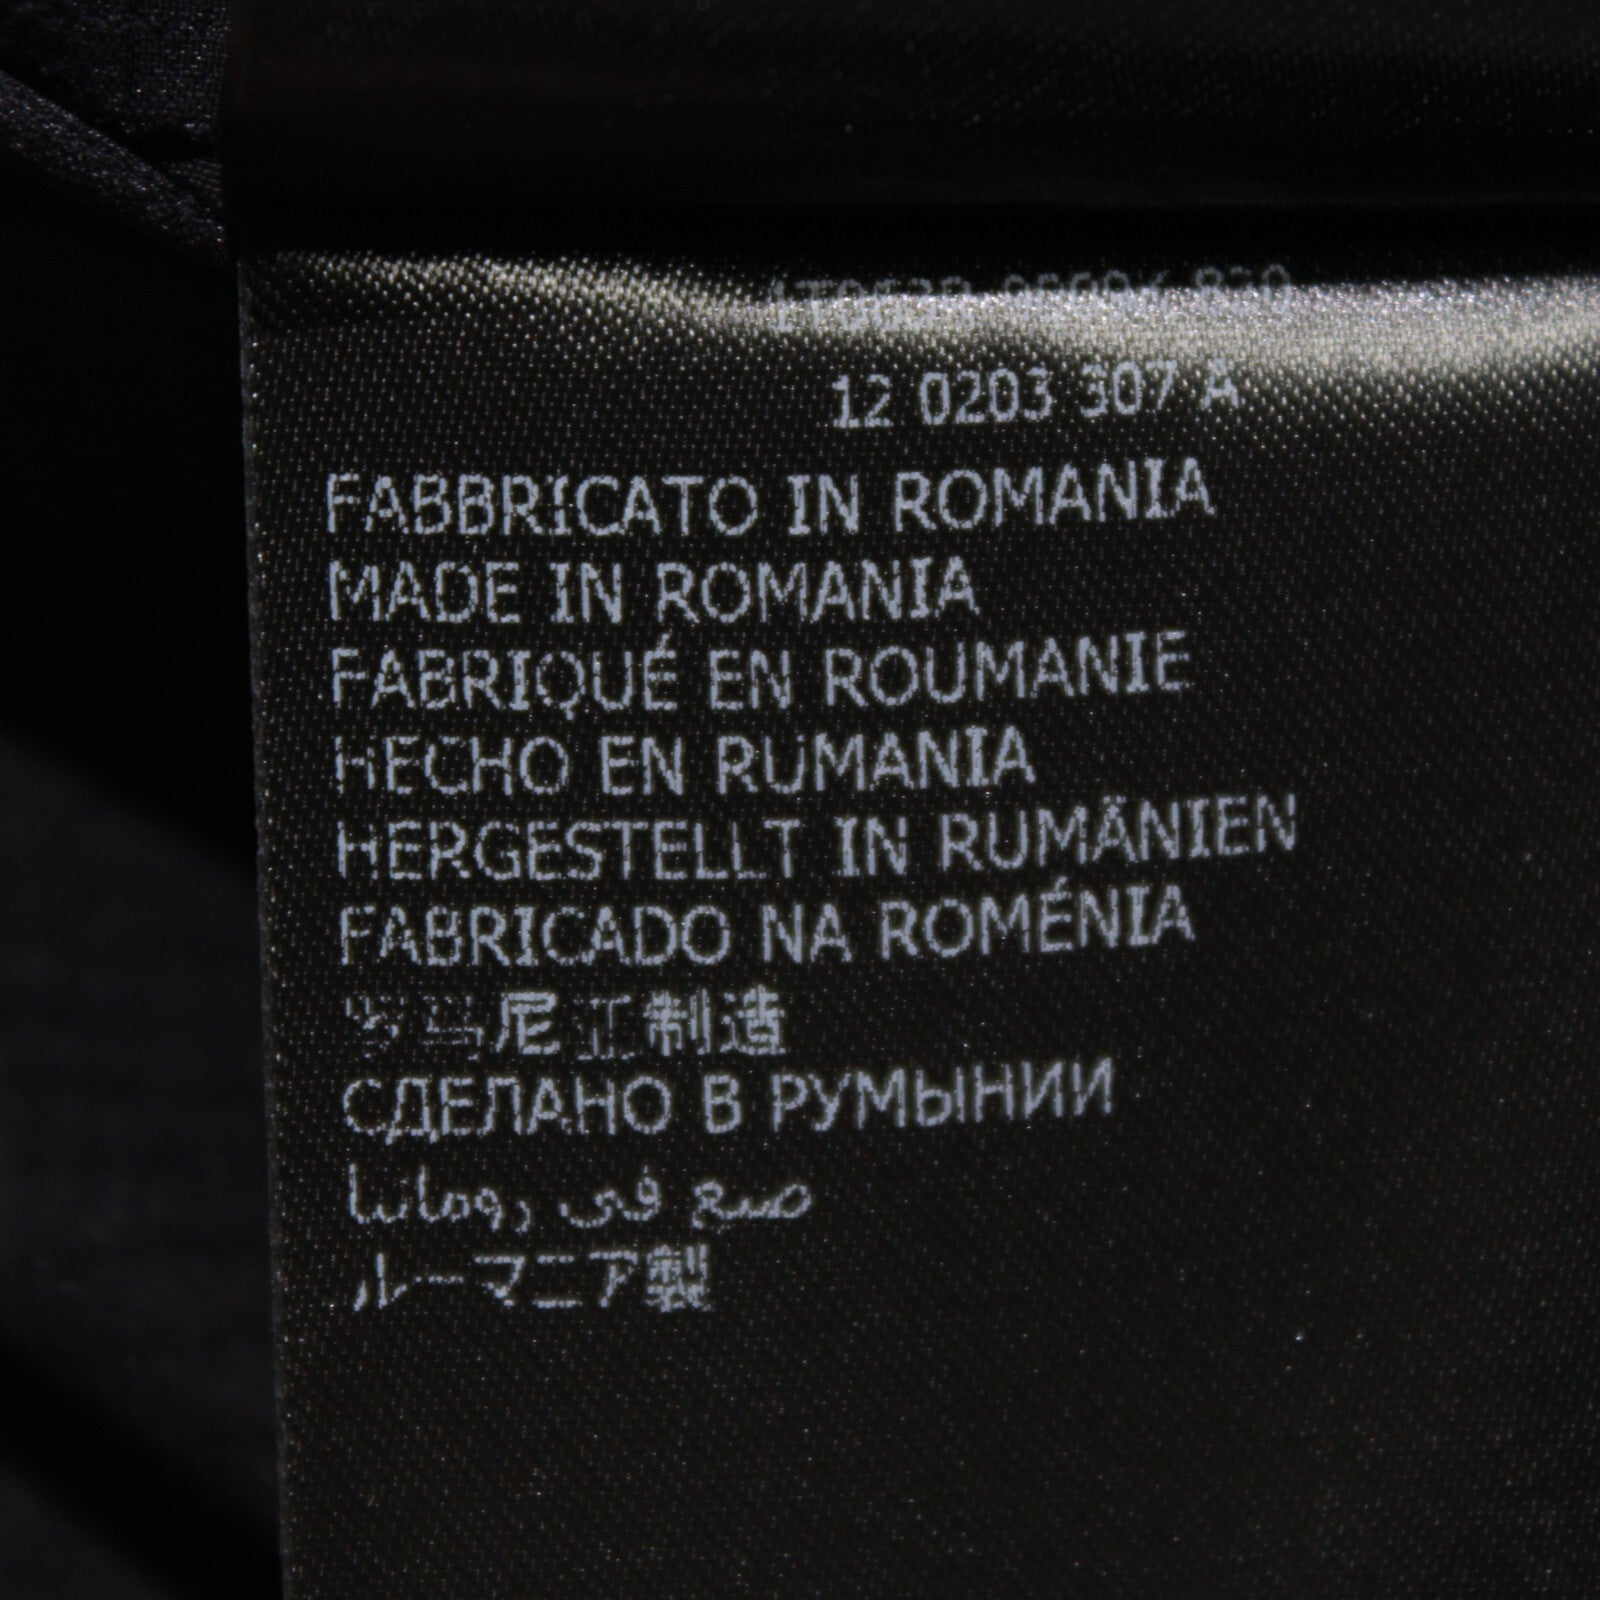 12 0203 307 A
FABBRICATO IN ROMANIA
MADE IN ROMANIA
FABRIQUÉ EN ROUMANIE
HECHO EN RUMANIA
HERGESTELLT IN RUMÄNIEN
FABRICADO NA ROMÉNIA
罗马尼亚制造
СДЕЛАНО В РУМЫНИИ
صنع في رومانيا
ルーマニア製